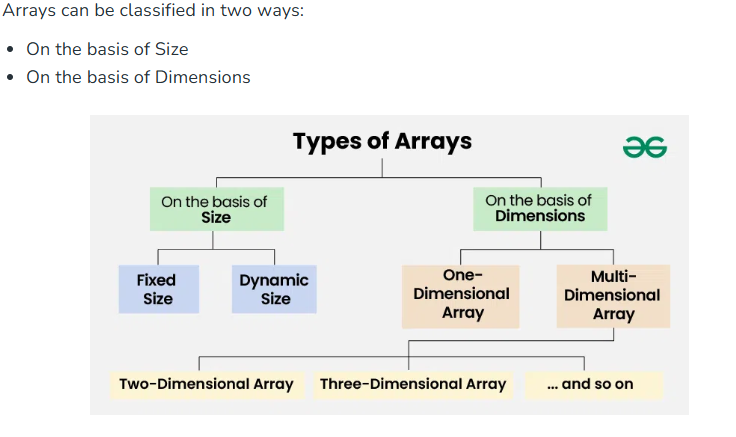 Arrays can be classified in two ways:
• On the basis of Size
• On the basis of Dimensions
Types of Arrays
On the basis of
Size
On the basis of
Dimensions
Fixed
Size
Dynamic
Size
One-
Dimensional
Array
Multi-
Dimensional
Array
Two-Dimensional Array
Three-Dimensional Array
... and so on